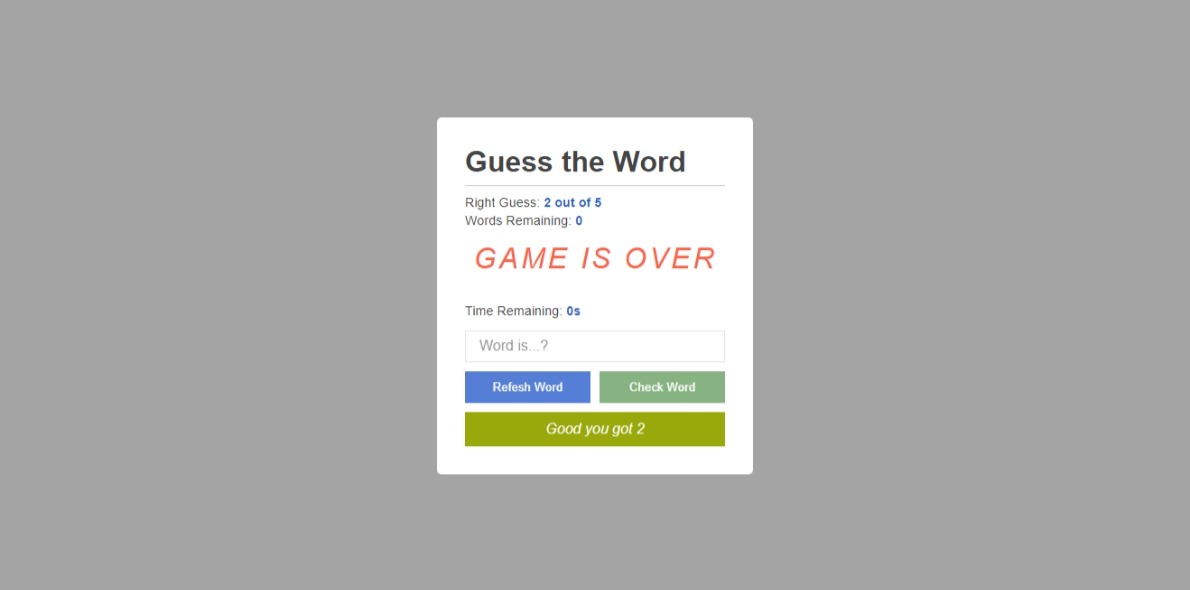 Guess the Word
Right Guess: 2 out of 5
Words Remaining: 0
GAME IS OVER
Time Remaining: 0s
Word is...?
Refesh Word
Check Word
Good you got 2